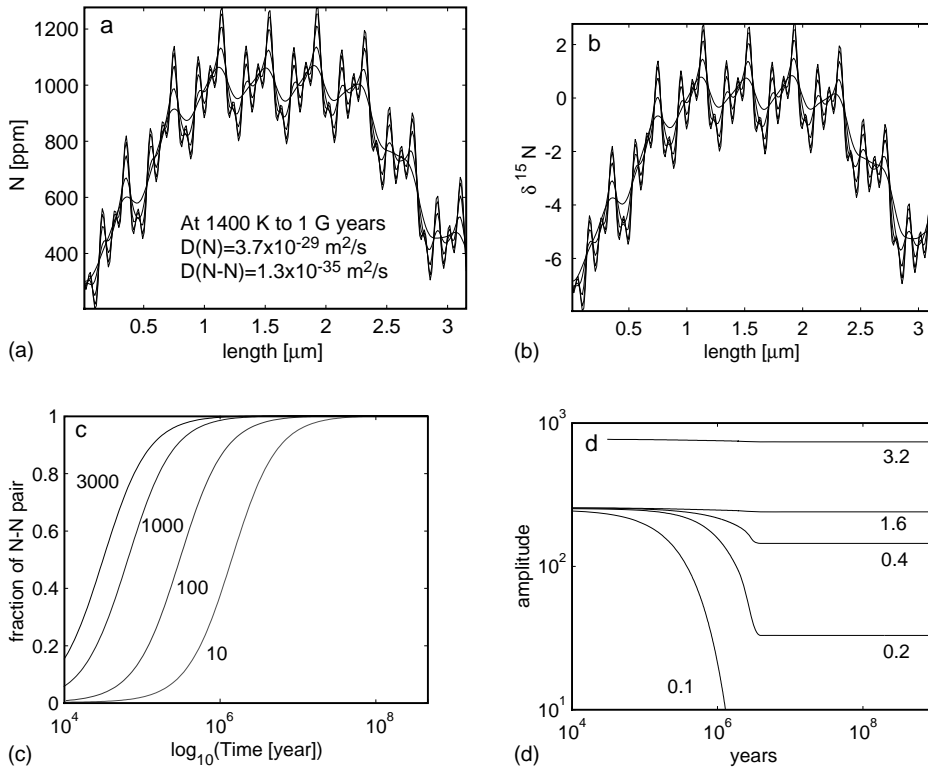 a
1200
1000
800
600
400
N [ppm]
At 1400 K to 1 G years
D(N)=3.7x10⁻²⁹ m²/s
D(N-N)=1.3x10⁻³⁵ m²/s
0.5 1 1.5 2 2.5 3
(a) length [μm]
b
2
0
-2
-4
-6
δ ¹⁵N
0.5 1 1.5 2 2.5 3
(b) length [μm]
c
1
0.8
0.6
0.4
0.2
0
fraction of N-N pair
3000
1000
100
10
10⁴ 10⁶ 10⁸
(c) log₁₀(Time [year])
d
10³
10²
10¹
amplitude
3.2
1.6
0.4
0.2
0.1
10⁴ 10⁶ 10⁸
(d) years